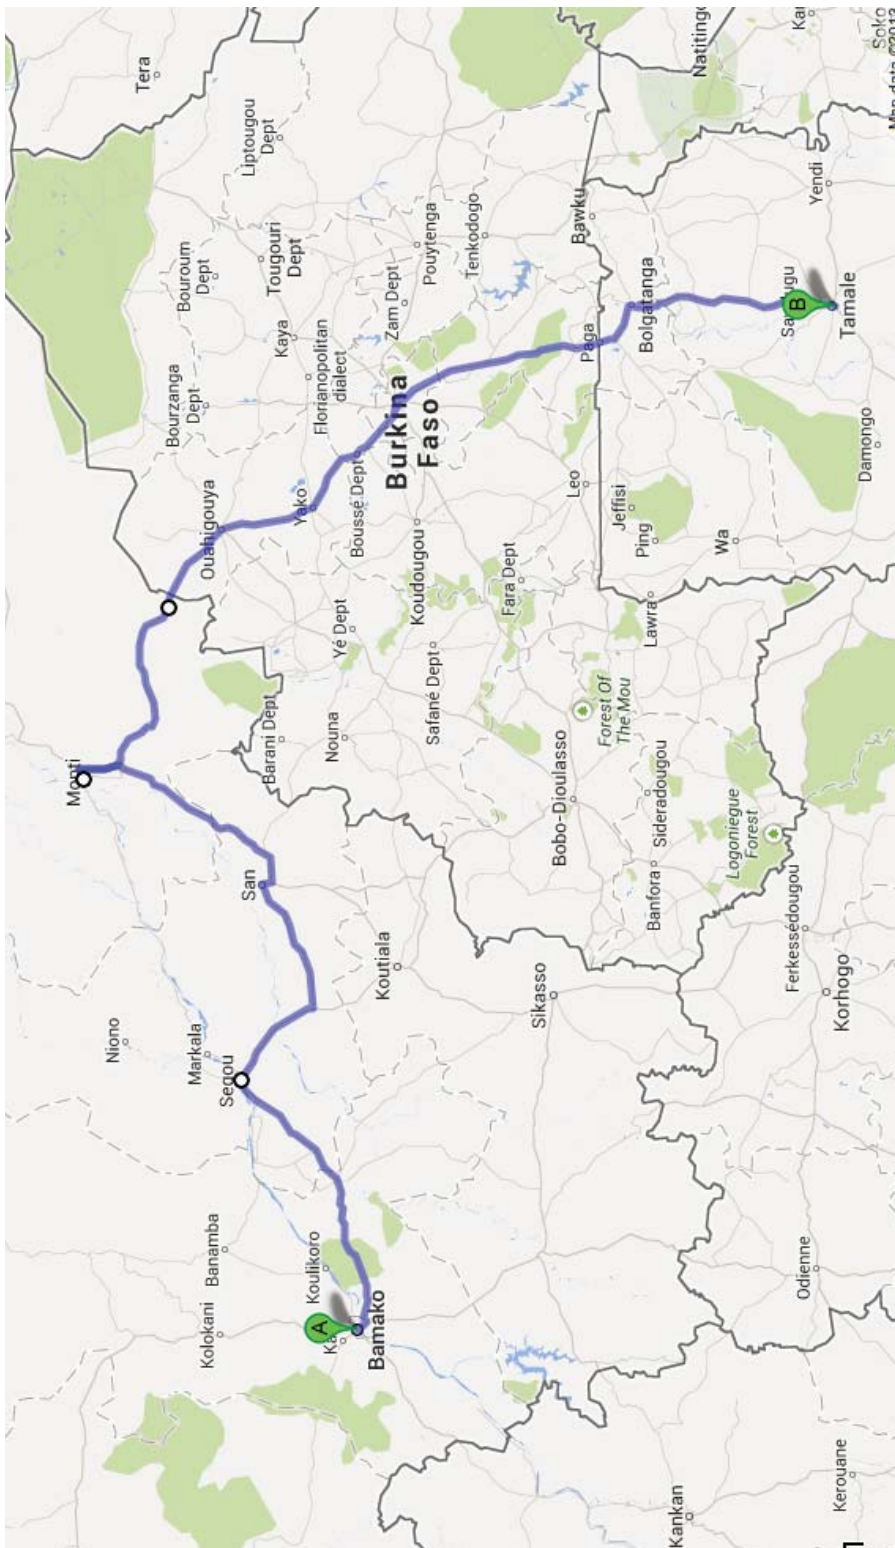 Mopti
Niono
Tera
Markala
Banamba
Kolokani
Bouroum
Dept
Bourzanga
Dept
Ouahigouya
Segou
San
Barani Dept
Liptougou
Dept
Tougouri
Dept
Kaya
Koulikoro
Florianopolitan
dialect
Yako
Yé Dept
Nouna
Ka
Bamako
Boussé Dept
Zam Dept
Burkina
Faso
Koutiala
Pouytenga
Koudougou
Safané Dept
Tenkodogo
Fara Dept
Sikasso
Bobo-Dioulasso
Leo
Paga
Bawku
Forest Of
The Mou
Jeffisi
Ping
Bolgatanga
Lawra
Sideradougou
Banfora
Kankan
Natitingo
Wa
Logoniegue
Forest
Ferkessédougou
Odienne
Korhogo
A
B
Tamale
Yendi
Damongo
Kerouane
Soko